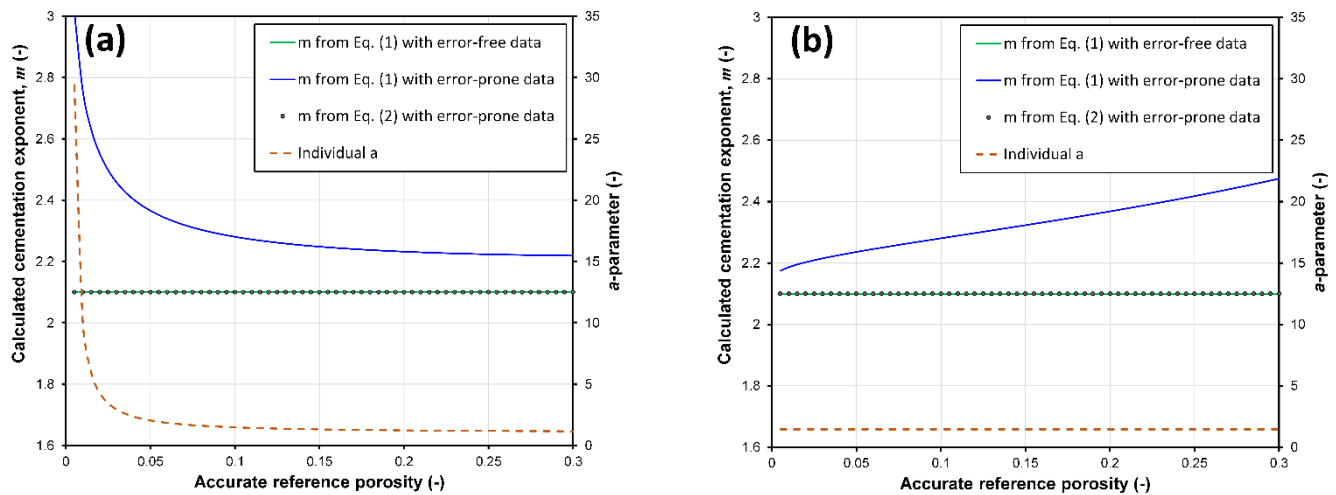 (a)
m from Eq. (1) with error-free data
m from Eq. (1) with error-prone data
m from Eq. (2) with error-prone data
Individual a
Calculated cementation exponent, m (-)
3
2.8
2.6
2.4
2.2
2
1.8
1.6
35
30
25
20
15
10
5
0
a-parameter (-)
0 0.05 0.1 0.15 0.2 0.25 0.3
Accurate reference porosity (-)
(b)
m from Eq. (1) with error-free data
m from Eq. (1) with error-prone data
m from Eq. (2) with error-prone data
Individual a
Calculated cementation exponent, m (-)
3
2.8
2.6
2.4
2.2
2
1.8
1.6
35
30
25
20
15
10
5
0
a-parameter (-)
0 0.05 0.1 0.15 0.2 0.25 0.3
Accurate reference porosity (-)